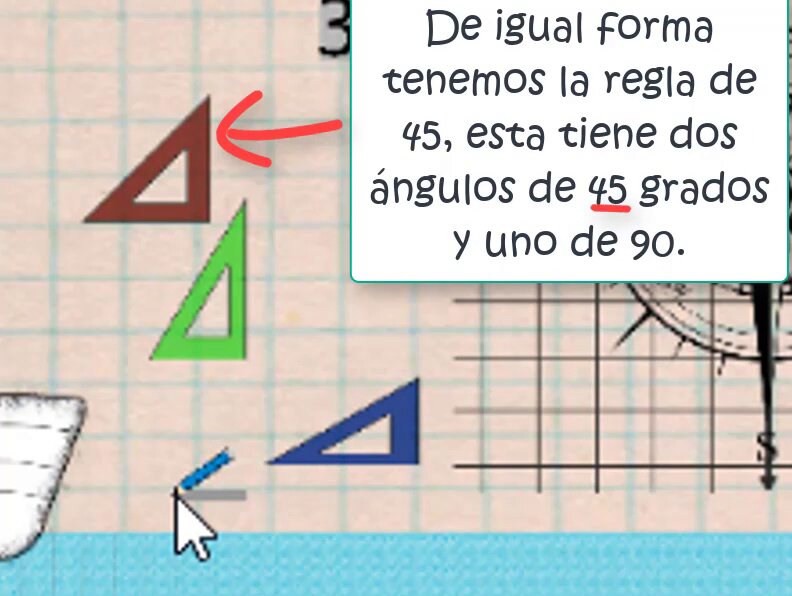 3
De igual forma
tenemos la regla de
45, esta tiene dos
ángulos de 45 grados
y uno de 90.
S